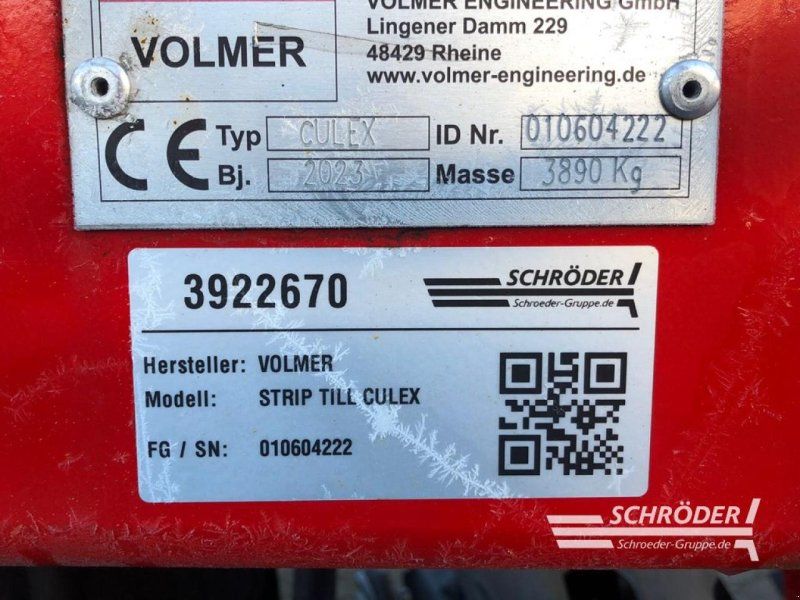 VOLMER ENGINEERING GmbH
Lingener Damm 229
48429 Rheine
www.volmer-engineering.de
VOLMER
CE Typ CULEX ID Nr. 010604222
Bj. 2023 Masse 3890 Kg
3922670
SCHRÖDER
Schroeder-Gruppe.de
Hersteller: VOLMER
Modell: STRIP TILL CULEX
FG / SN: 010604222
SCHRÖDER
Schroeder-Gruppe.de